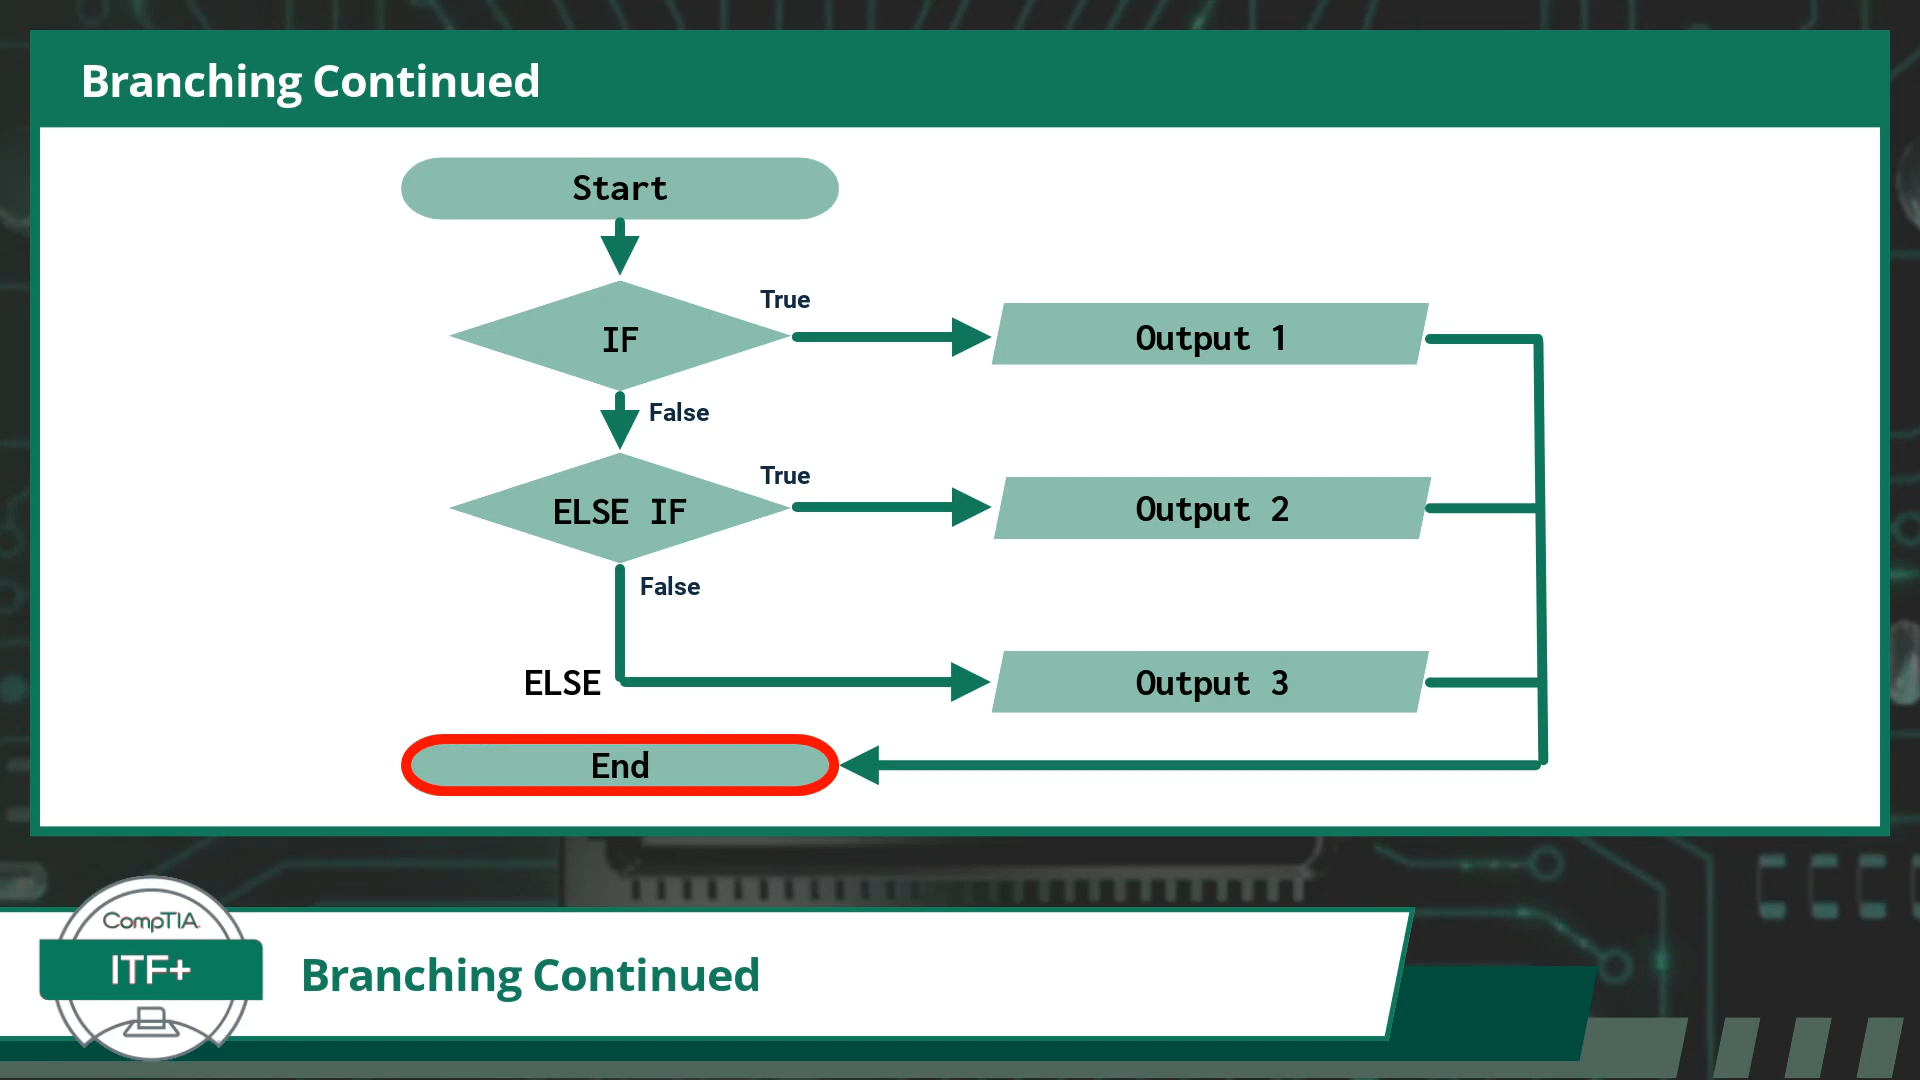 Branching Continued
Start
IF
True
Output 1
False
ELSE IF
True
Output 2
False
ELSE
Output 3
End
CompTIA
ITF+
Branching Continued